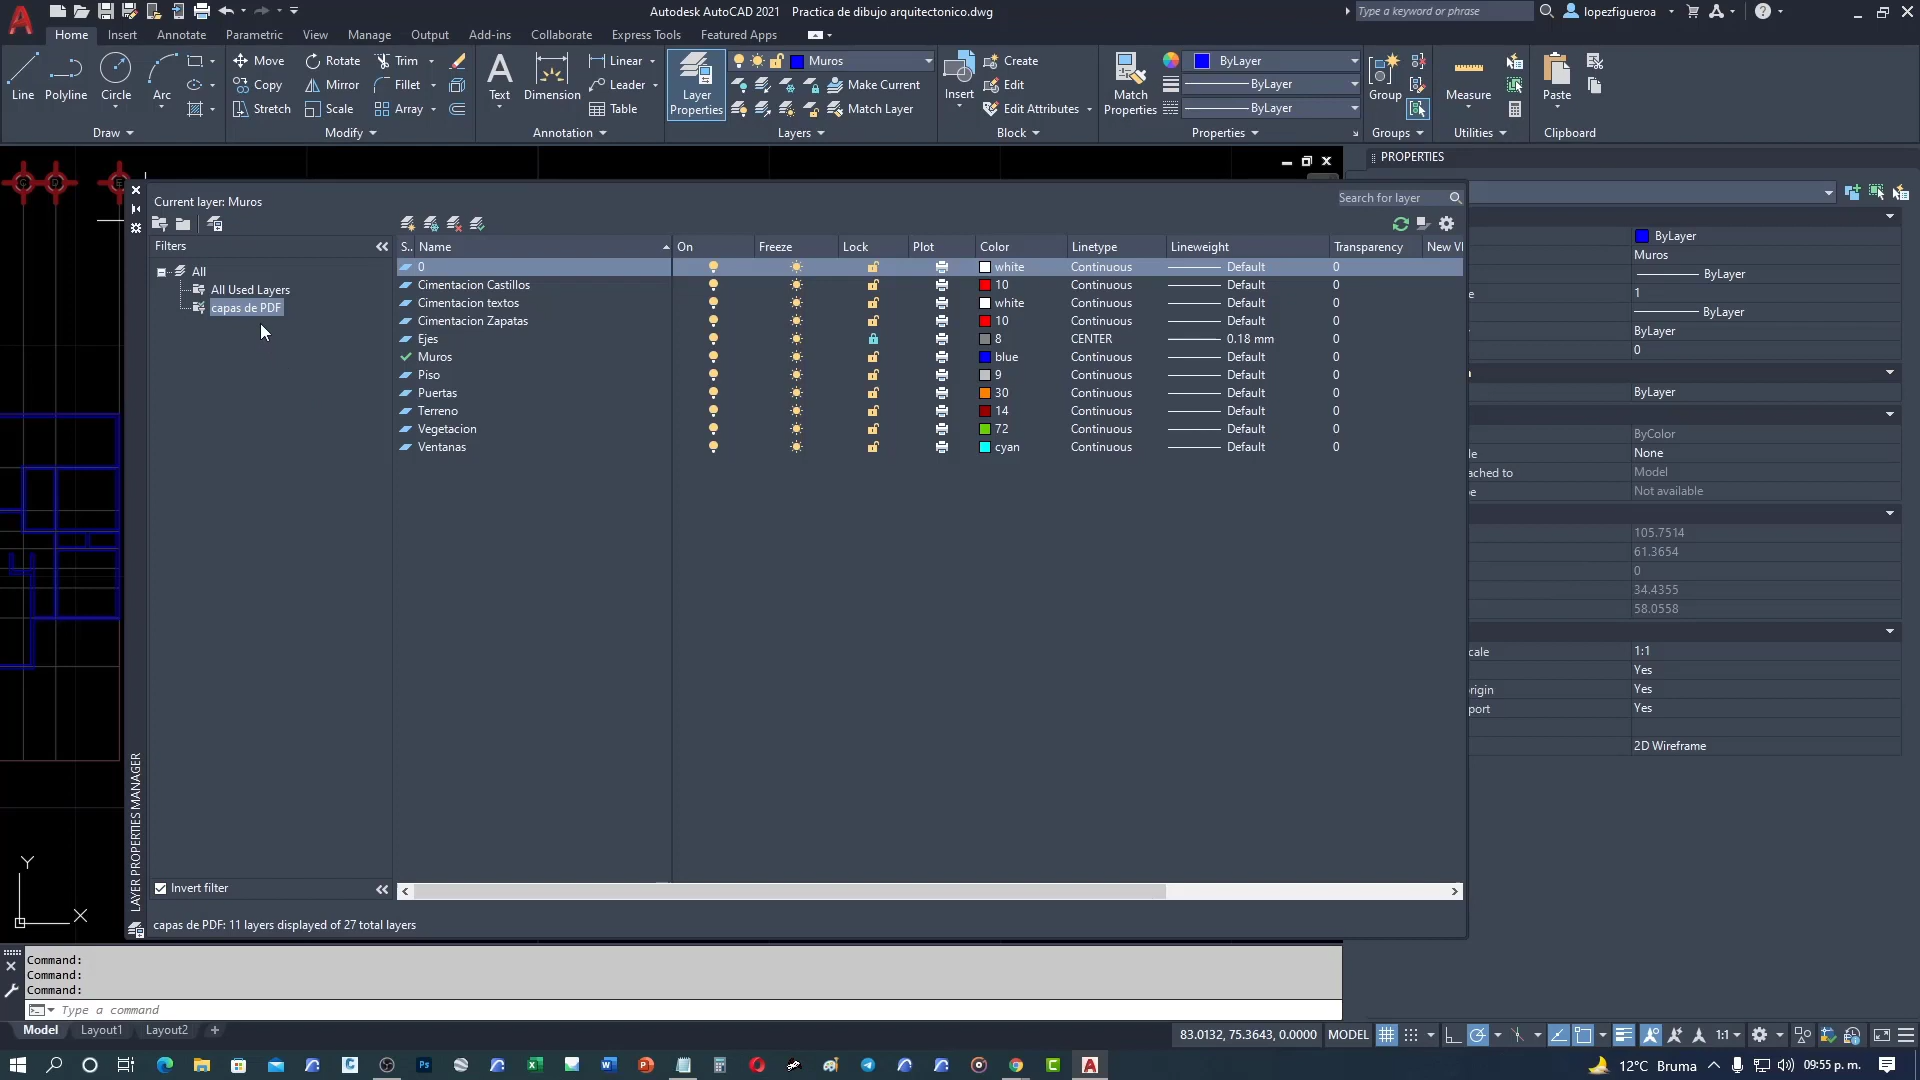 Autodesk AutoCAD 2021 Practica de dibujo arquitectonico.dwg
Type a keyword or phrase
lopezfigueroa
Home Insert Annotate Parametric View Manage Output Add-ins Collaborate Express Tools Featured Apps
Line Polyline Circle Arc
Move Rotate Trim
Copy Mirror Fillet
Stretch Scale Array
Text Dimension
Linear
Leader
Table
Layer Properties
Muros
Make Current
Match Layer
Insert
Create
Edit
Edit Attributes
Match Properties
ByLayer
ByLayer
ByLayer
Group Measure Paste
Draw Modify Annotation Layers Block Properties Groups Utilities Clipboard
PROPERTIES
Current layer: Muros
Search for layer
Filters
All
All Used Layers
capas de PDF
S.. Name On Freeze Lock Plot Color Linetype Lineweight Transparency New V
0 white Continuous Default 0
Cimentacion Castillos 10 Continuous Default 0
Cimentacion textos white Continuous Default 0
Cimentacion Zapatas 10 Continuous Default 0
Ejes 8 CENTER 0.18 mm 0
Muros blue Continuous Default 0
Piso 9 Continuous Default 0
Puertas 30 Continuous Default 0
Terreno 14 Continuous Default 0
Vegetacion 72 Continuous Default 0
Ventanas cyan Continuous Default 0
ByLayer
Muros
ByLayer
e 1
ByLayer
ByLayer
0
ByLayer
ByColor
le None
ached to Model
pe Not available
105.7514
61.3654
0
34.4355
58.0558
cale 1:1
Yes
rigin Yes
port Yes
2D Wireframe
LAYER PROPERTIES MANAGER
Invert filter
capas de PDF: 11 layers displayed of 27 total layers
Y
X
Command:
Command:
Command:
Type a command
Model Layout1 Layout2 +
83.0132, 75.3643, 0.0000 MODEL 1:1
12°C Bruma 09:55 p. m.